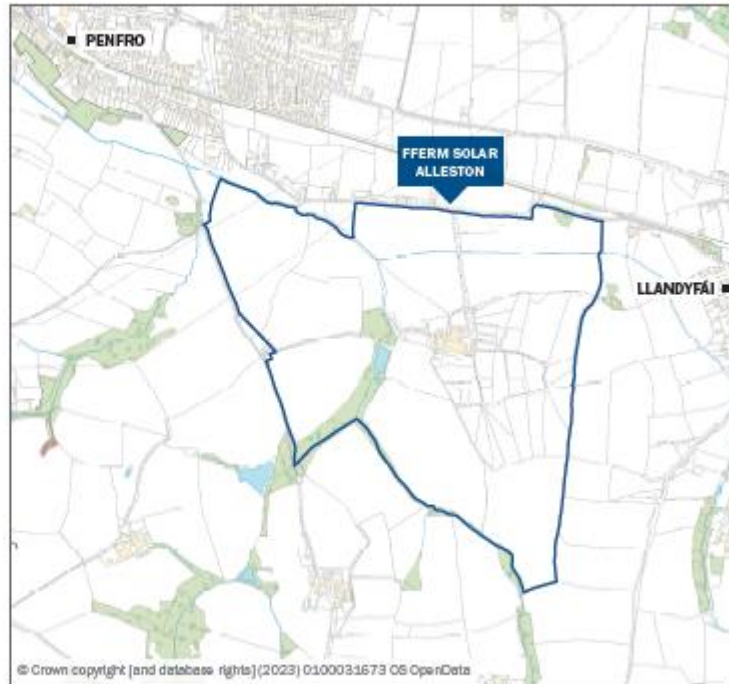 PENFRO
FFERM SOLAR
ALLESTON
LLANDYFÁI
© Crown copyright [and database rights] (2023) 0100031673 OS OpenData